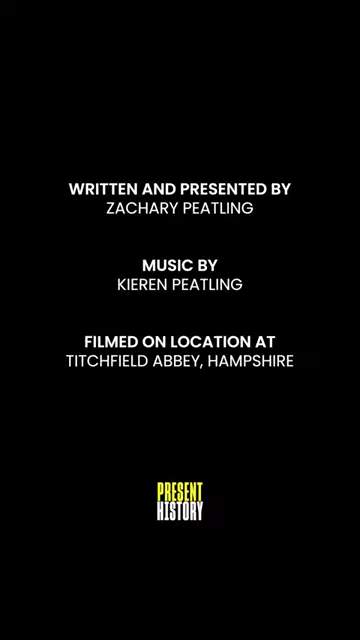 WRITTEN AND PRESENTED BY
ZACHARY PEATLING
MUSIC BY
KIEREN PEATLING
FILMED ON LOCATION AT
TITCHFIELD ABBEY, HAMPSHIRE
PRESENT
HISTORY